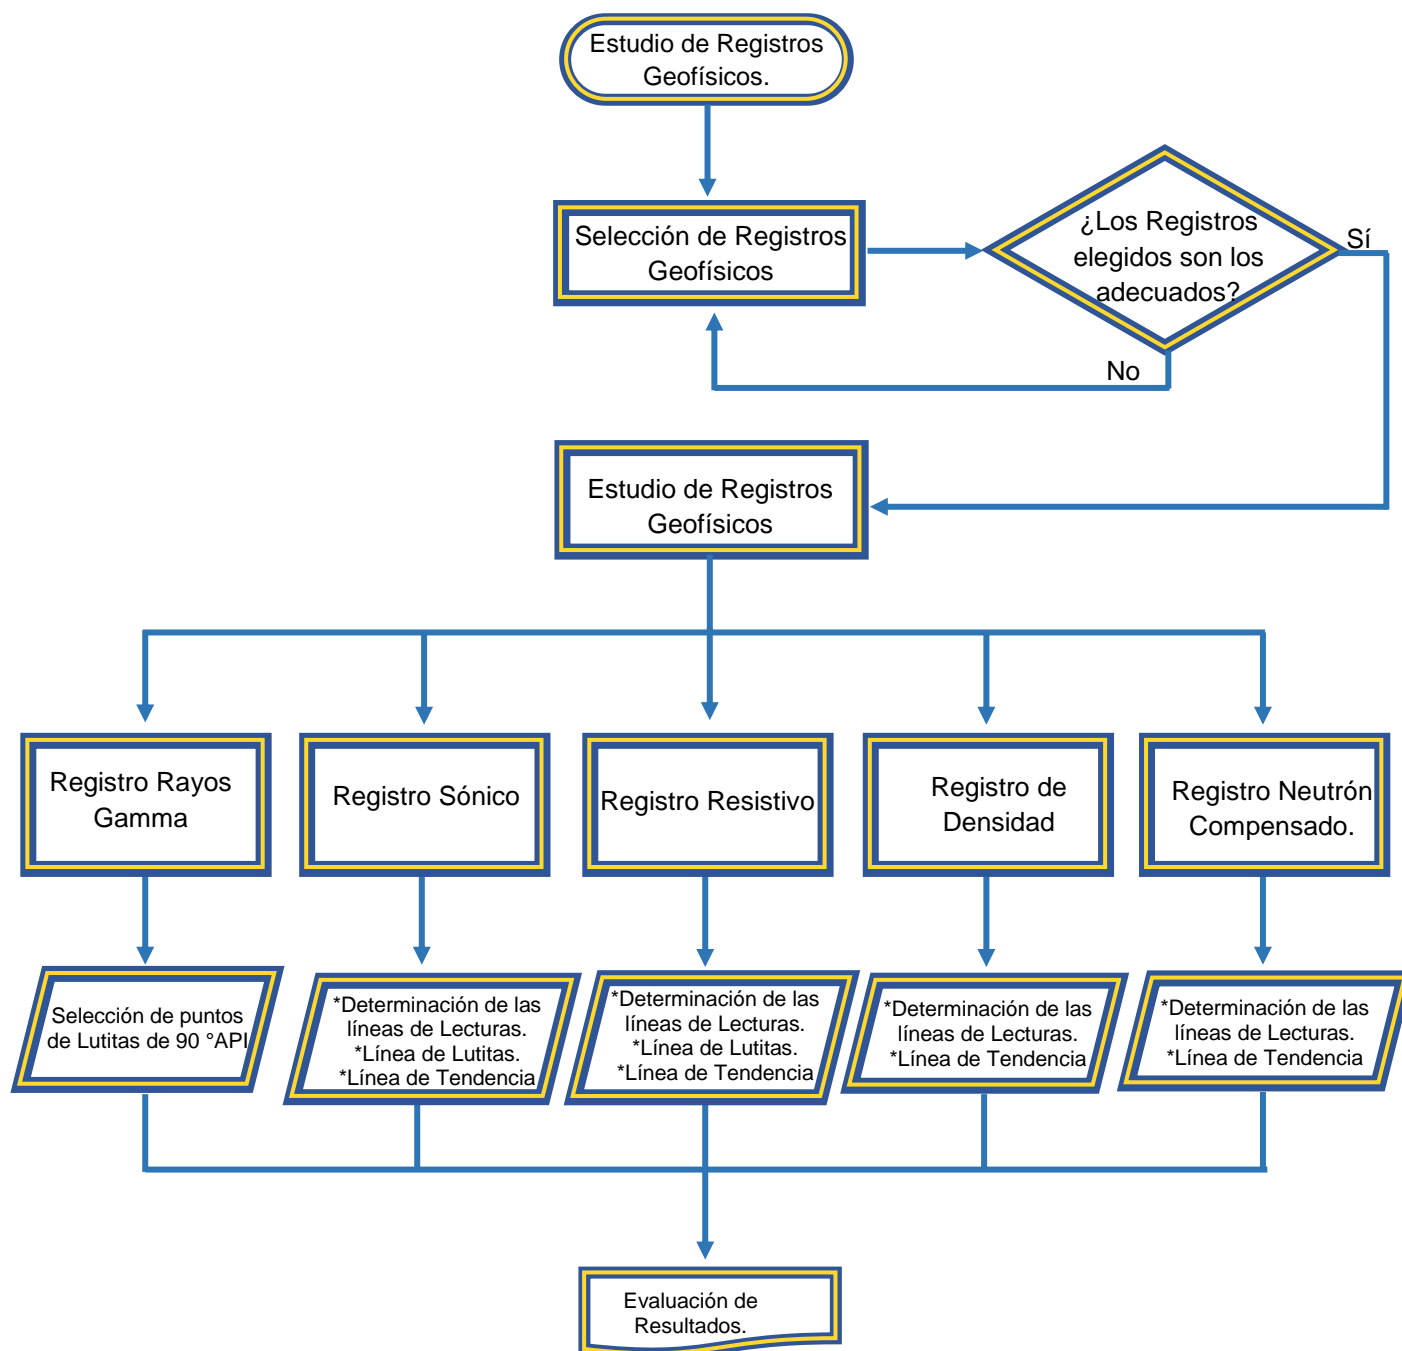 Estudio de Registros
Geofísicos.
Selección de Registros
Geofísicos
¿Los Registros
elegidos son los
adecuados?
Sí
No
Estudio de Registros
Geofísicos
Registro Rayos
Gamma
Registro Sónico
Registro Resistivo
Registro de
Densidad
Registro Neutrón
Compensado.
Selección de puntos
de Lutitas de 90 °API
*Determinación de las
líneas de Lecturas.
*Línea de Lutitas.
*Línea de Tendencia
*Determinación de las
líneas de Lecturas.
*Línea de Lutitas.
*Línea de Tendencia
*Determinación de las
líneas de Lecturas.
*Línea de Tendencia
*Determinación de las
líneas de Lecturas.
*Línea de Tendencia
Evaluación de
Resultados.